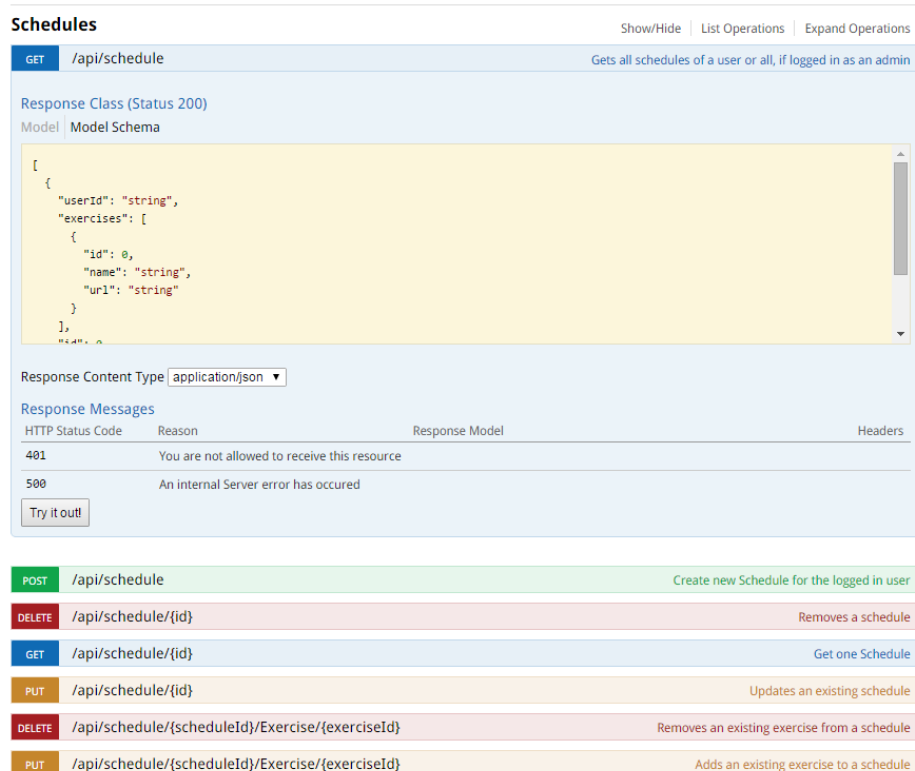 Schedules
Show/Hide List Operations Expand Operations
GET /api/schedule Gets all schedules of a user or all, if logged in as an admin
Response Class (Status 200)
Model Model Schema
[
{
"userId": "string",
"exercises": [
{
"id": 0,
"name": "string",
"url": "string"
}
],
"id": 0
Response Content Type application/json
Response Messages
HTTP Status Code Reason Response Model Headers
401 You are not allowed to receive this resource
500 An internal Server error has occured
Try it out!
POST /api/schedule Create new Schedule for the logged in user
DELETE /api/schedule/{id} Removes a schedule
GET /api/schedule/{id} Get one Schedule
PUT /api/schedule/{id} Updates an existing schedule
DELETE /api/schedule/{scheduleId}/Exercise/{exerciseId} Removes an existing exercise from a schedule
PUT /api/schedule/{scheduleId}/Exercise/{exerciseId} Adds an existing exercise to a schedule